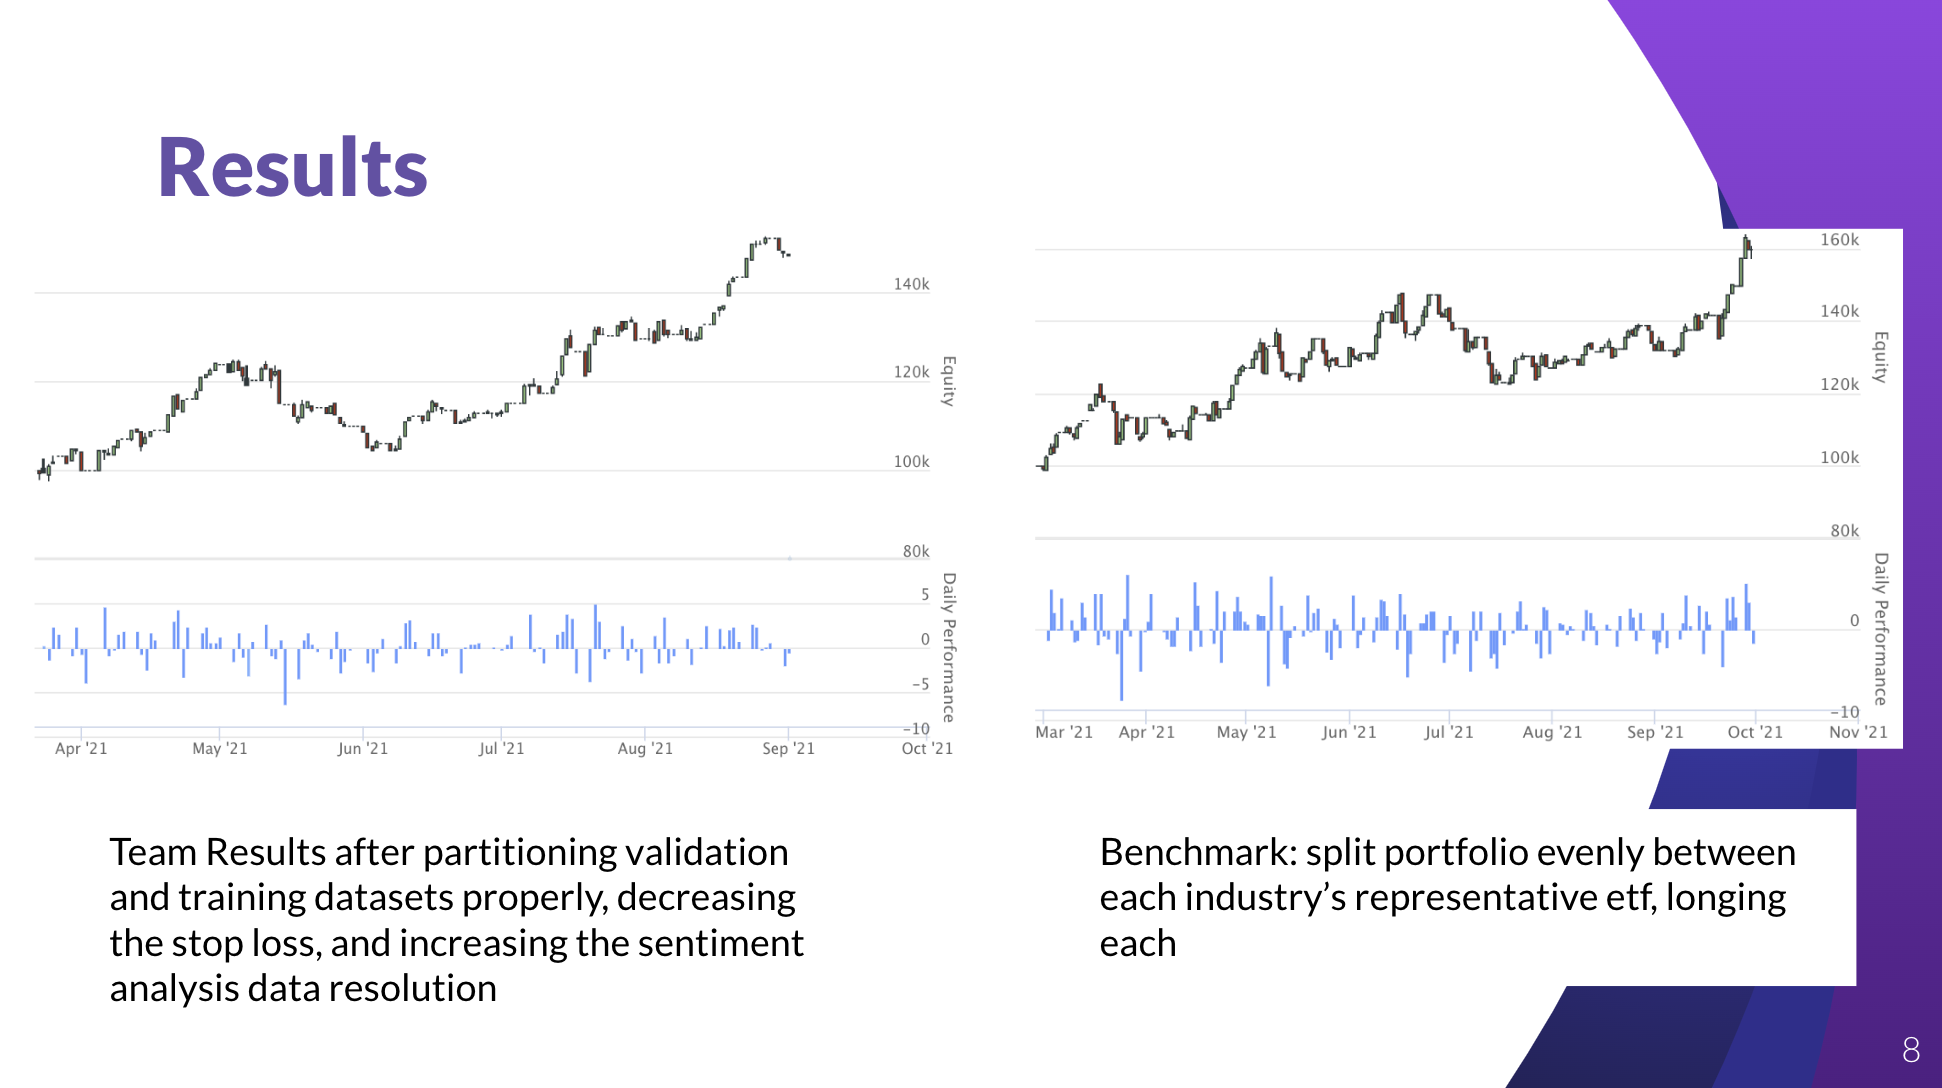 Results
140k
120k
100k
80k
Equity
5
0
−5
−10
Daily Performance
Apr '21 May '21 Jun '21 Jul '21 Aug '21 Sep '21 Oct '21
160k
140k
120k
100k
80k
Equity
0
−10
Daily Performance
Mar '21 Apr '21 May '21 Jun '21 Jul '21 Aug '21 Sep '21 Oct '21 Nov '21
Team Results after partitioning validation
and training datasets properly, decreasing
the stop loss, and increasing the sentiment
analysis data resolution
Benchmark: split portfolio evenly between
each industry’s representative etf, longing
each
8